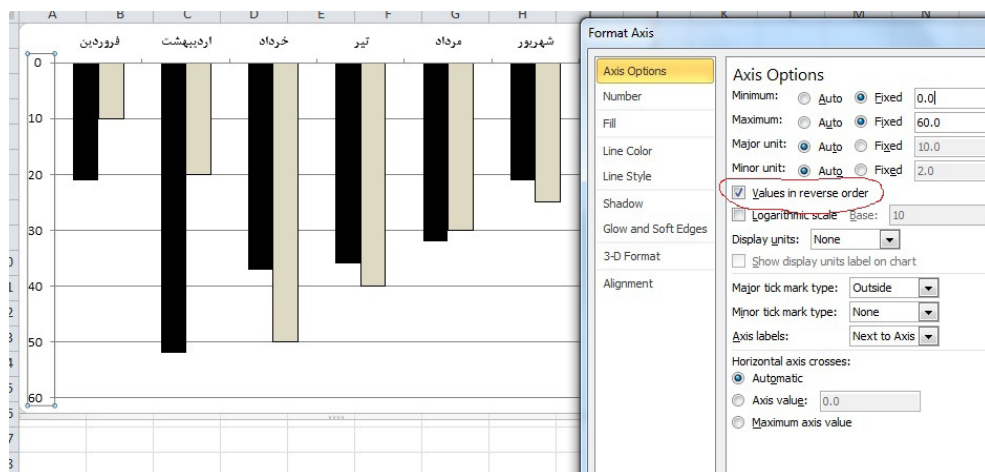 A B C D E F G H K M N
فروردین اردیبهشت خرداد تیر مرداد شهریور
0
10
20
30
40
50
60
Format Axis
Axis Options
Number
Fill
Line Color
Line Style
Shadow
Glow and Soft Edges
3-D Format
Alignment
Axis Options
Minimum: Auto Fixed 0.0
Maximum: Auto Fixed 60.0
Major unit: Auto Fixed 10.0
Minor unit: Auto Fixed 2.0
Values in reverse order
Logarithmic scale Base: 10
Display units: None
Show display units label on chart
Major tick mark type: Outside
Minor tick mark type: None
Axis labels: Next to Axis
Horizontal axis crosses:
Automatic
Axis value: 0.0
Maximum axis value